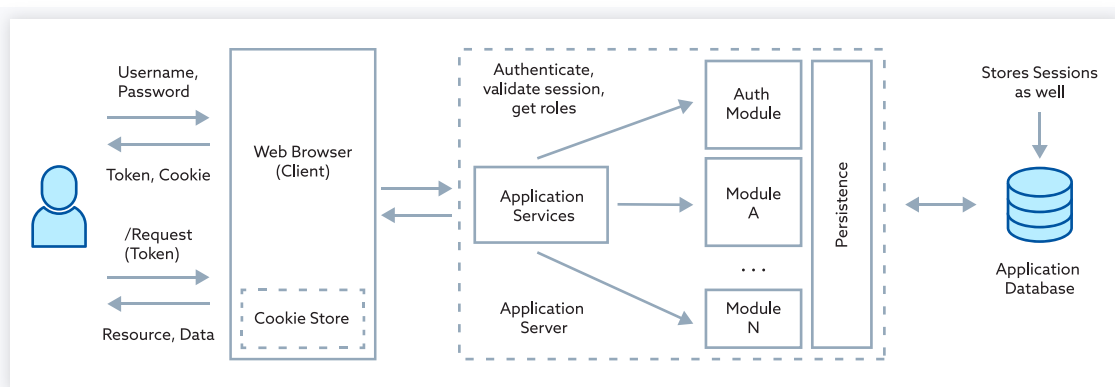 Username,
Password
Token, Cookie
/Request
(Token)
Resource, Data
Web Browser
(Client)
Cookie Store
Authenticate,
validate session,
get roles
Application
Services
Application
Server
Auth
Module
Module
A
...
Module
N
Persistence
Stores Sessions
as well
Application
Database